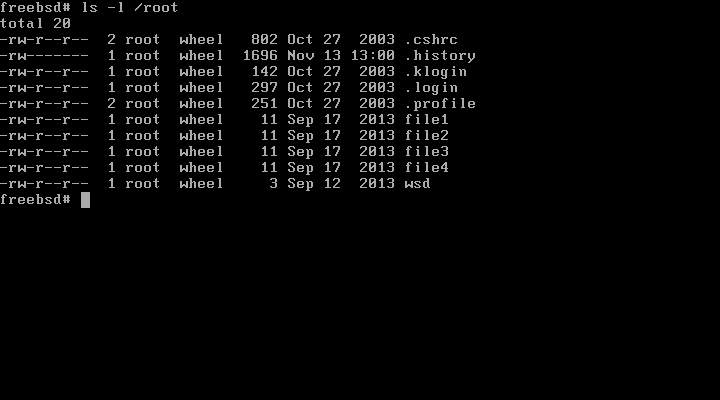 freebsd# ls -l /root
total 20
-rw-r--r--  2 root  wheel   802 Oct 27  2003 .cshrc
-rw-------  1 root  wheel  1696 Nov 13 13:00 .history
-rw-r--r--  1 root  wheel   142 Oct 27  2003 .klogin
-rw-r--r--  1 root  wheel   297 Oct 27  2003 .login
-rw-r--r--  2 root  wheel   251 Oct 27  2003 .profile
-rw-r--r--  1 root  wheel    11 Sep 17  2013 file1
-rw-r--r--  1 root  wheel    11 Sep 17  2013 file2
-rw-r--r--  1 root  wheel    11 Sep 17  2013 file3
-rw-r--r--  1 root  wheel    11 Sep 17  2013 file4
-rw-r--r--  1 root  wheel     3 Sep 12  2013 wsd
freebsd#